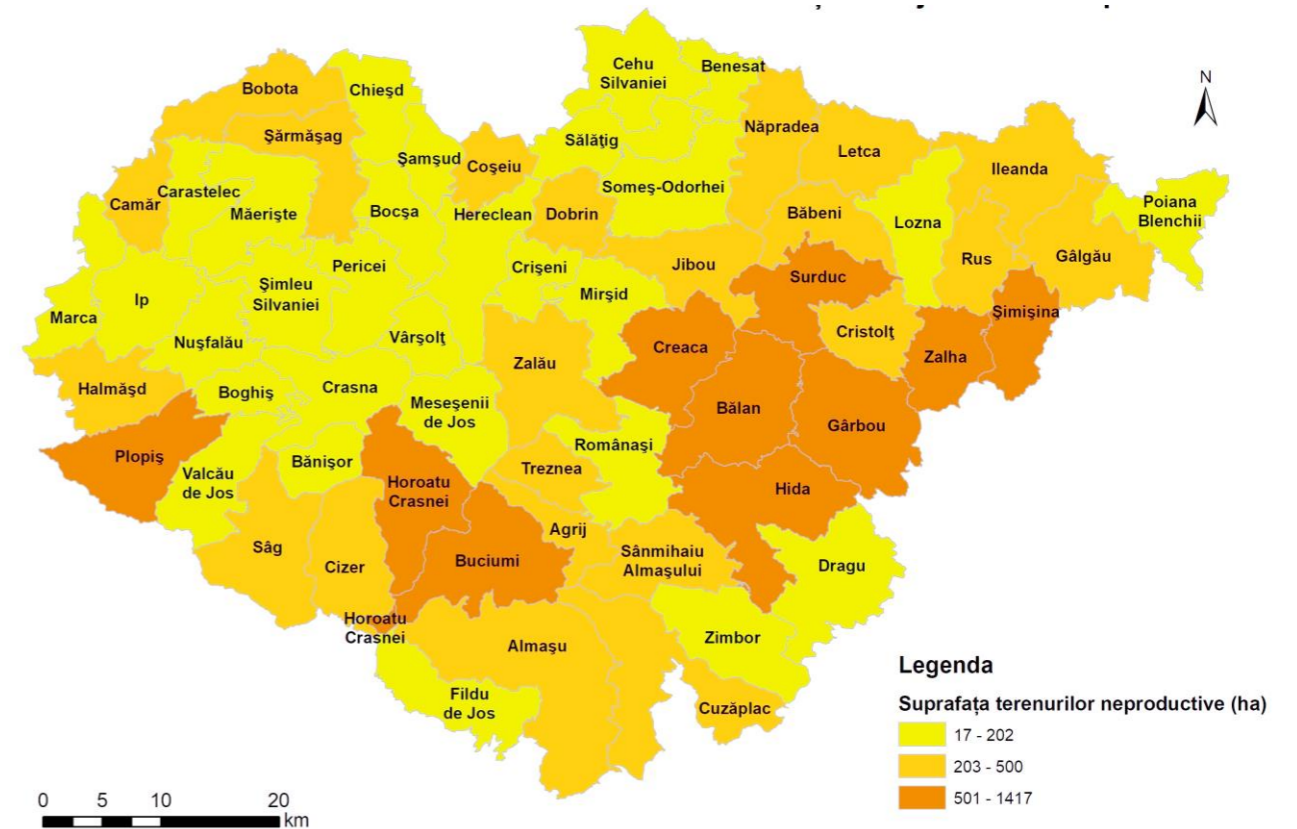 N
Cehu
Silvaniei
Benesat
Bobota
Chieșd
Năpradea
Șărmășag
Sălățig
Letca
Șamșud
Coșeiu
Ileanda
Someș-Odorhei
Carastelec
Camăr
Măeriște
Bocșa
Hereclean
Dobrin
Băbeni
Lozna
Poiana
Blenchii
Pericei
Crișeni
Jibou
Rus
Gâlgău
Surduc
Șimleu
Silvaniei
Ip
Mirșid
Marca
Șimișina
Nușfalău
Vârșolț
Cristolț
Creaca
Zalha
Zalău
Halmășd
Boghiș
Crasna
Meseșenii
de Jos
Bălan
Gârbou
Plopiș
Românași
Bănișor
Treznea
Valcău
de Jos
Horoatu
Crasnei
Hida
Agrij
Sâg
Cizer
Buciumi
Sânmihaiu
Almașului
Dragu
Horoatu
Crasnei
Almașu
Zimbor
Fildu
de Jos
Cuzăplac
Legenda
Suprafața terenurilor neproductive (ha)
17 - 202
203 - 500
501 - 1417
0 5 10 20
km